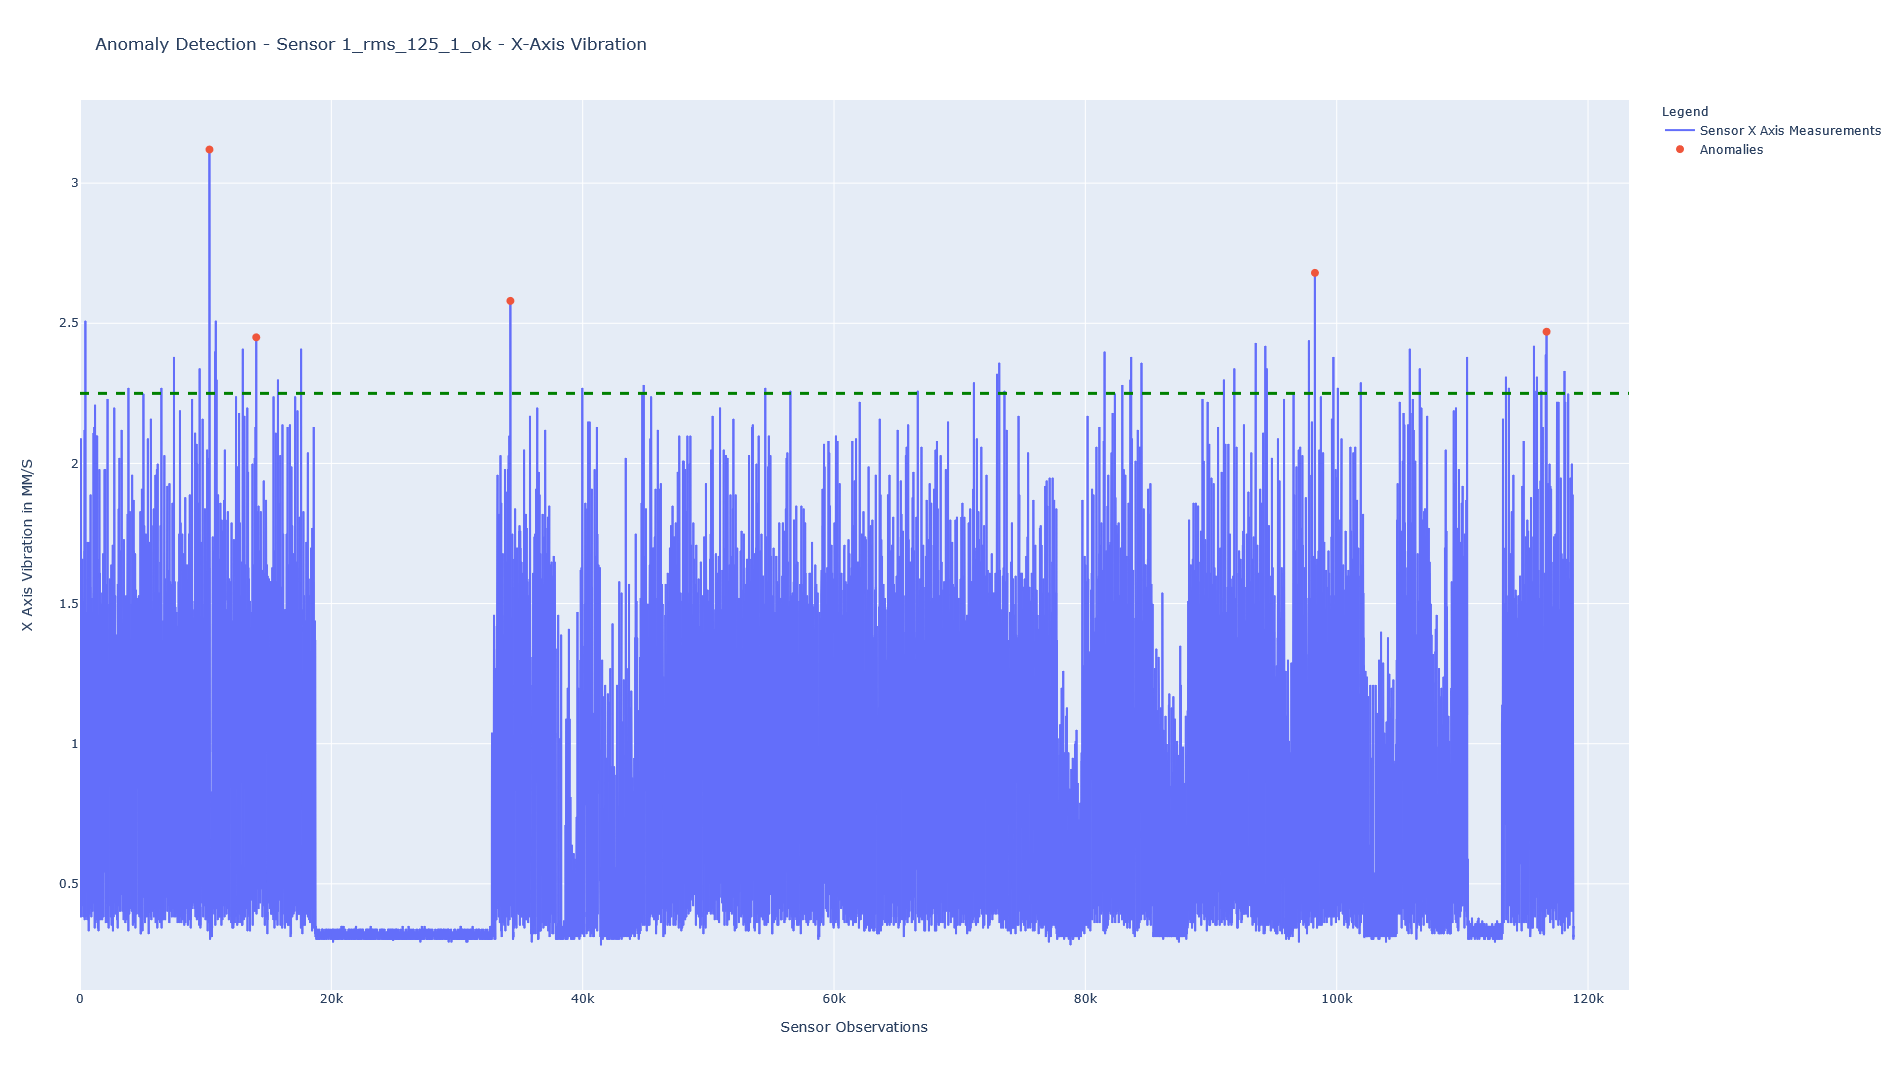 Anomaly Detection - Sensor 1_rms_125_1_ok - X-Axis Vibration
Legend
Sensor X Axis Measurements
Anomalies
X Axis Vibration in MM/S
3
2.5
2
1.5
1
0.5
0
20k
40k
60k
80k
100k
120k
Sensor Observations